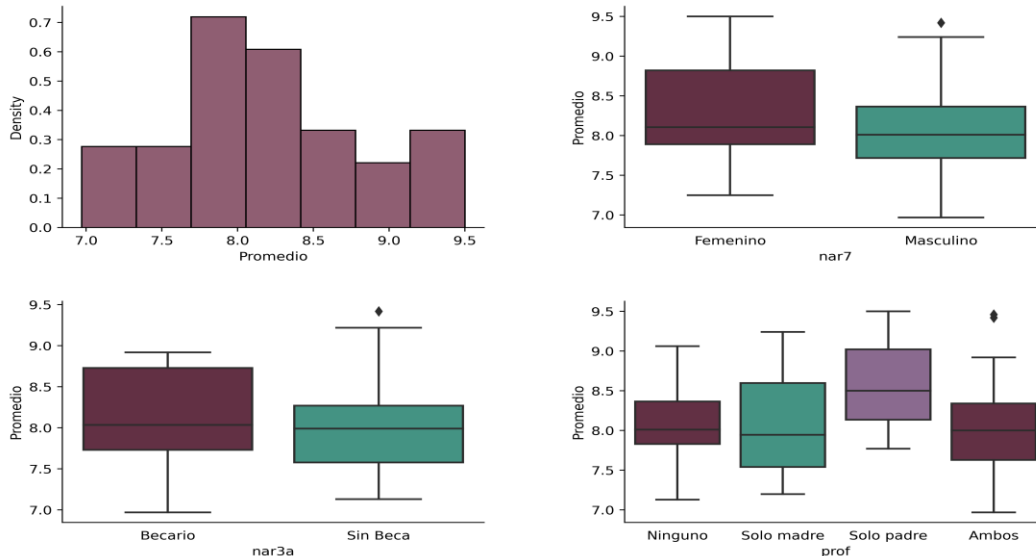 0.7
0.6
0.5
0.4
0.3
0.2
0.1
0.0
Density
7.0 7.5 8.0 8.5 9.0 9.5
Promedio
9.5
9.0
8.5
8.0
7.5
7.0
Promedio
Femenino Masculino
nar7
9.5
9.0
8.5
8.0
7.5
7.0
Promedio
Becario Sin Beca
nar3a
9.5
9.0
8.5
8.0
7.5
7.0
Promedio
Ninguno Solo madre Solo padre Ambos
prof